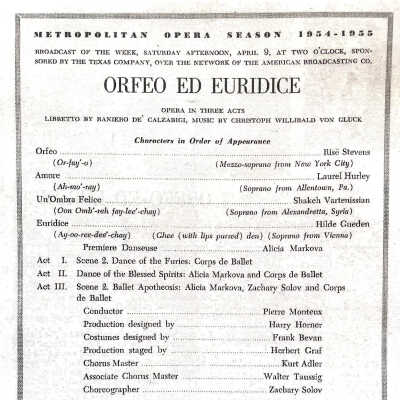 METROPOLITAN OPERA SEASON 1954-1955
BROADCAST OF THE WEEK, SATURDAY AFTERNOON, APRIL 9, AT TWO O'CLOCK, SPON-
SORED BY THE TEXAS COMPANY, OVER THE NETWORK OF THE AMERICAN BROADCASTING CO.
ORFEO ED EURIDICE
OPERA IN THREE ACTS
LIBRETTO BY RANIERO DE' CALZABIGI, MUSIC BY CHRISTOPH WILLIBALD VON GLUCK
Characters in Order of Appearance
Orfeo Risë Stevens
(Or-fay'-o) (Mezzo-soprano from New York City)
Amore Laurel Hurley
(Ah-mo'-ray) (Soprano from Allentown, Pa.)
Un'Ombra Felice Shakeh Vartenissian
(Oon Omb'-rah fay-lee'-chay) (Soprano from Alexandretta, Syria)
Euridice Hilde Gueden
(Ay-oo-ree-dee'-chay) (Ghee (with lips pursed) den) (Soprano from Vienna)
Premiere Danseuse Alicia Markova
Act I. Scene 2. Dance of the Furies: Corps de Ballet
Act II. Dance of the Blessed Spirits: Alicia Markova and Corps de Ballet
Act III. Scene 2. Ballet Apotheosis: Alicia Markova, Zachary Solov and Corps
de Ballet
Conductor Pierre Monteux
Production designed by Harry Horner
Costumes designed by Frank Bevan
Production staged by Herbert Graf
Chorus Master Kurt Adler
Associate Chorus Master Walter Taussig
Choreographer Zachary Solov